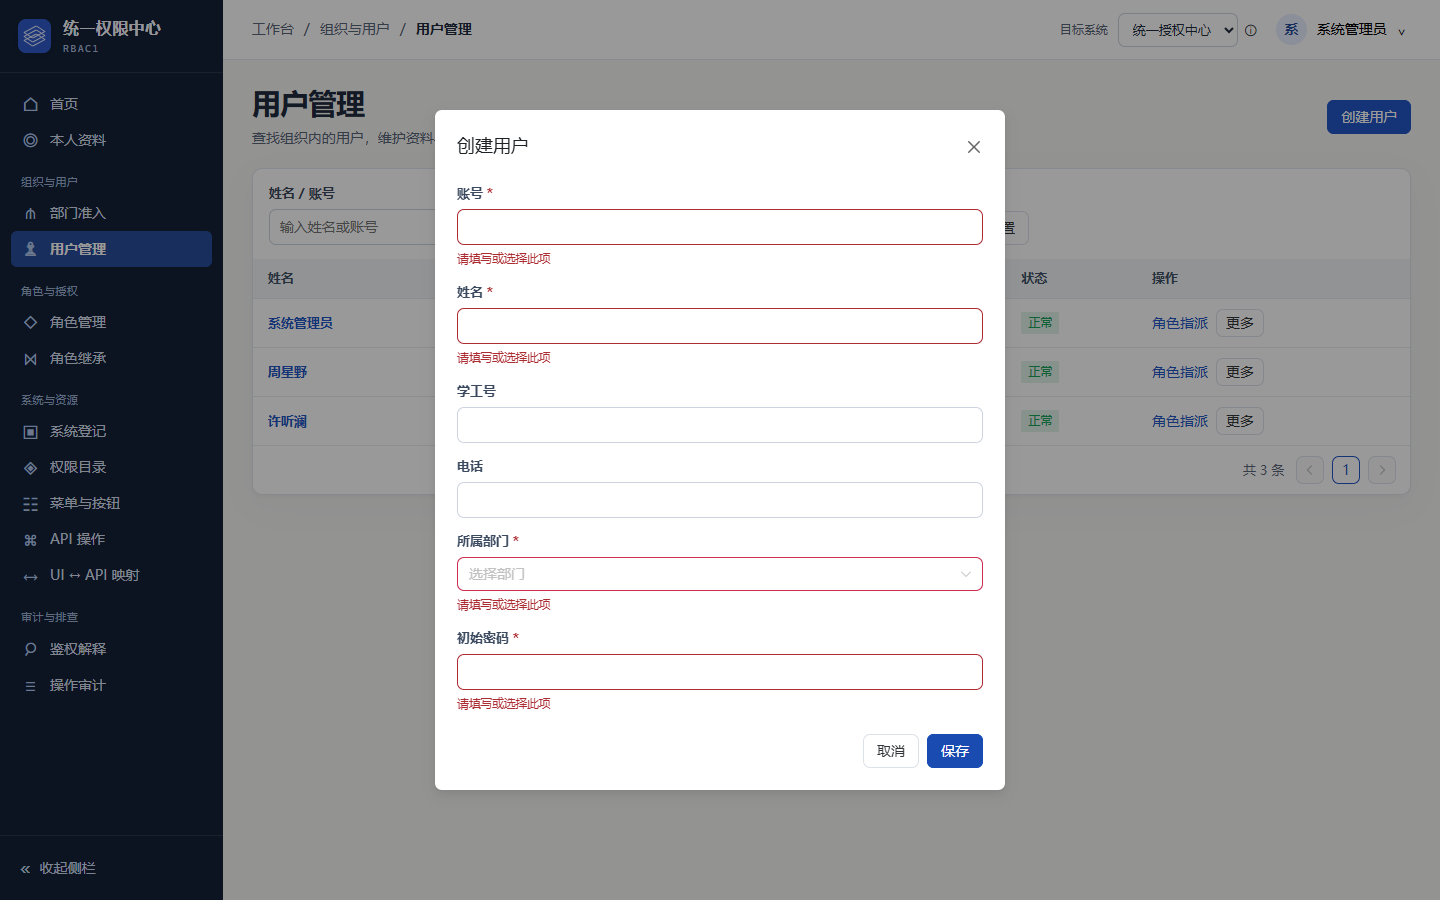 统一权限中心
RBAC1
首页
本人资料
组织与用户
部门准入
用户管理
角色与授权
角色管理
角色继承
系统与资源
系统登记
权限目录
菜单与按钮
API 操作
UI ↔ API 映射
审计与排查
鉴权解释
操作审计
« 收起侧栏
工作台 / 组织与用户 / 用户管理
目标系统 统一授权中心
系 系统管理员
用户管理
查找组织内的用户，维护资料
创建用户
姓名 / 账号
输入姓名或账号
置
姓名 状态 操作
系统管理员 正常 角色指派 更多
周星野 正常 角色指派 更多
许听澜 正常 角色指派 更多
共 3 条 1
创建用户
账号 *
请填写或选择此项
姓名 *
请填写或选择此项
学工号
电话
所属部门 *
选择部门
请填写或选择此项
初始密码 *
请填写或选择此项
取消 保存